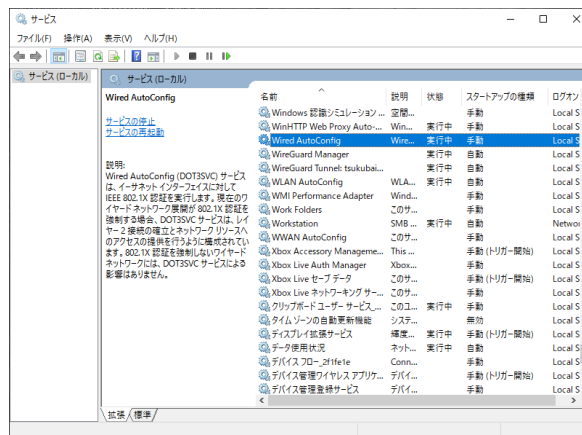 サービス
ファイル(F) 操作(A) 表示(V) ヘルプ(H)
サービス (ローカル)
サービス (ローカル)
Wired AutoConfig
サービスの停止
サービスの再起動
説明:
Wired AutoConfig (DOT3SVC) サービス
は、イーサネット インターフェイスに対して
IEEE 802.1X 認証を実行します。現在のワ
イヤード ネットワーク展開が 802.1X 認証を
強制する場合、DOT3SVC サービスは、レイ
ヤー 2 接続の確立とネットワーク リソースへ
のアクセスの提供を行うように構成されてい
ます。802.1X 認証を強制しないワイヤード
ネットワークには、DOT3SVC サービスによる
影響はありません。
名前 説明 状態 スタートアップの種類 ログオン
Windows 認識シミュレーション ... 空間... 手動 Local S
WinHTTP Web Proxy Auto-... Win... 実行中 手動 Local S
Wired AutoConfig Wire... 実行中 手動 Local S
WireGuard Manager 実行中 自動 Local S
WireGuard Tunnel: tsukubai... 実行中 自動 Local S
WLAN AutoConfig WLA... 実行中 自動 Local S
WMI Performance Adapter Wind... 手動 Local S
Work Folders このサ... 手動 Local S
Workstation SMB ... 実行中 自動 Networ
WWAN AutoConfig このサ... 手動 Local S
Xbox Accessory Manageme... This ... 手動 (トリガー開始) Local S
Xbox Live Auth Manager Xbox... 手動 Local S
Xbox Live セーブ データ このサ... 手動 (トリガー開始) Local S
Xbox Live ネットワーキング サー... このサ... 手動 Local S
クリップボード ユーザー サービス_... このユ... 実行中 手動 Local S
タイム ゾーンの自動更新機能 システ... 無効 Local S
ディスプレイ拡張サービス 輝度... 実行中 手動 (トリガー開始) Local S
データ使用状況 ネット... 実行中 自動 Local S
デバイス フロー_2f1fe1e Conn... 手動 Local S
デバイス管理ワイヤレス アプリケ... デバイ... 手動 (トリガー開始) Local S
デバイス管理登録サービス デバイ... 手動 Local S
拡張 標準